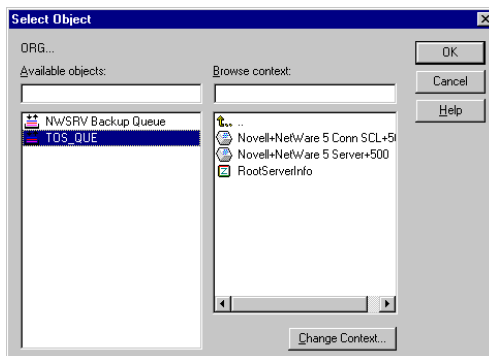 Select Object
ORG...
Available objects:
Browse context:
OK
Cancel
Help
NWSRV Backup Queue
TOS_QUE
..
Novell+NetWare 5 Conn SCL+50
Novell+NetWare 5 Server+500
RootServerInfo
Change Context...